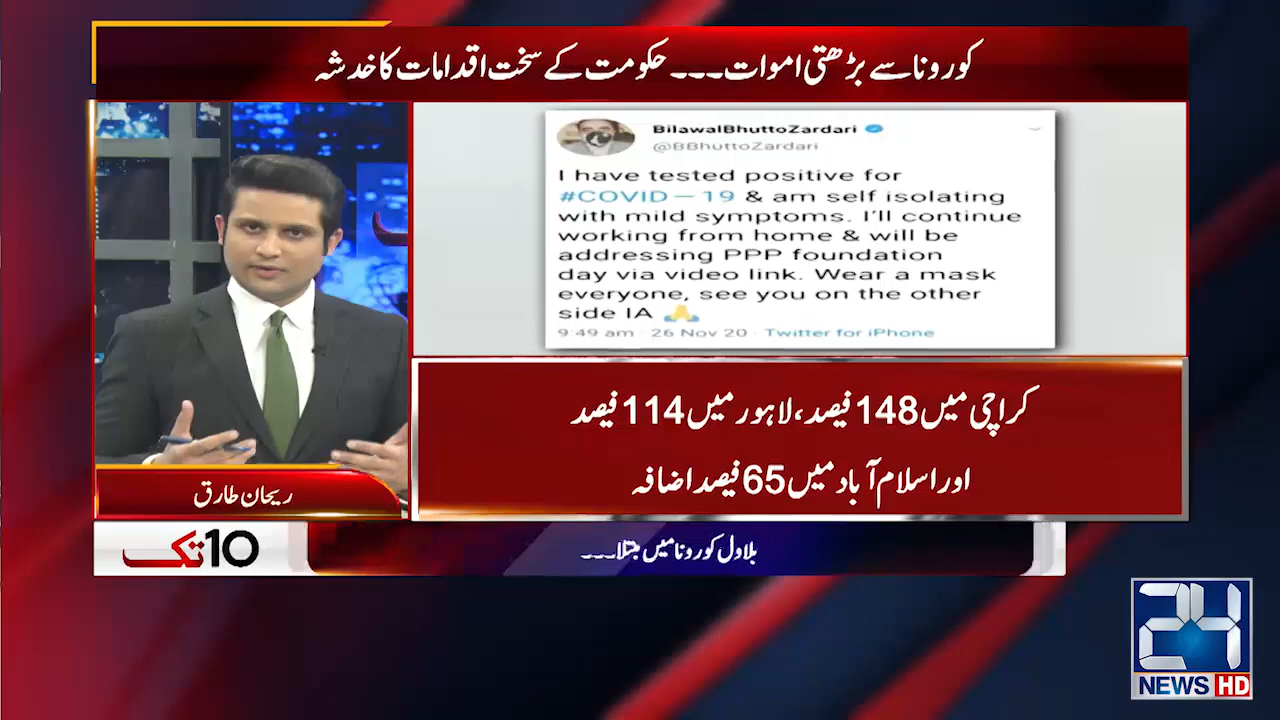 کورونا سے بڑھتی اموات۔۔۔ حکومت کے سخت اقدامات کا خدشہ
BilawalBhuttoZardari
@BBhuttoZardari
I have tested positive for
#COVID–19 & am self isolating
with mild symptoms. I'll continue
working from home & will be
addressing PPP foundation
day via video link. Wear a mask
everyone, see you on the other
side IA 🙏
9:49 am · 26 Nov 20 · Twitter for iPhone
کراچی میں 148 فیصد، لاہور میں 114 فیصد
اور اسلام آباد میں 65 فیصد اضافہ
ریحان طارق
10 تک
بلاول کورونا میں مبتلا۔۔۔
24
NEWS HD